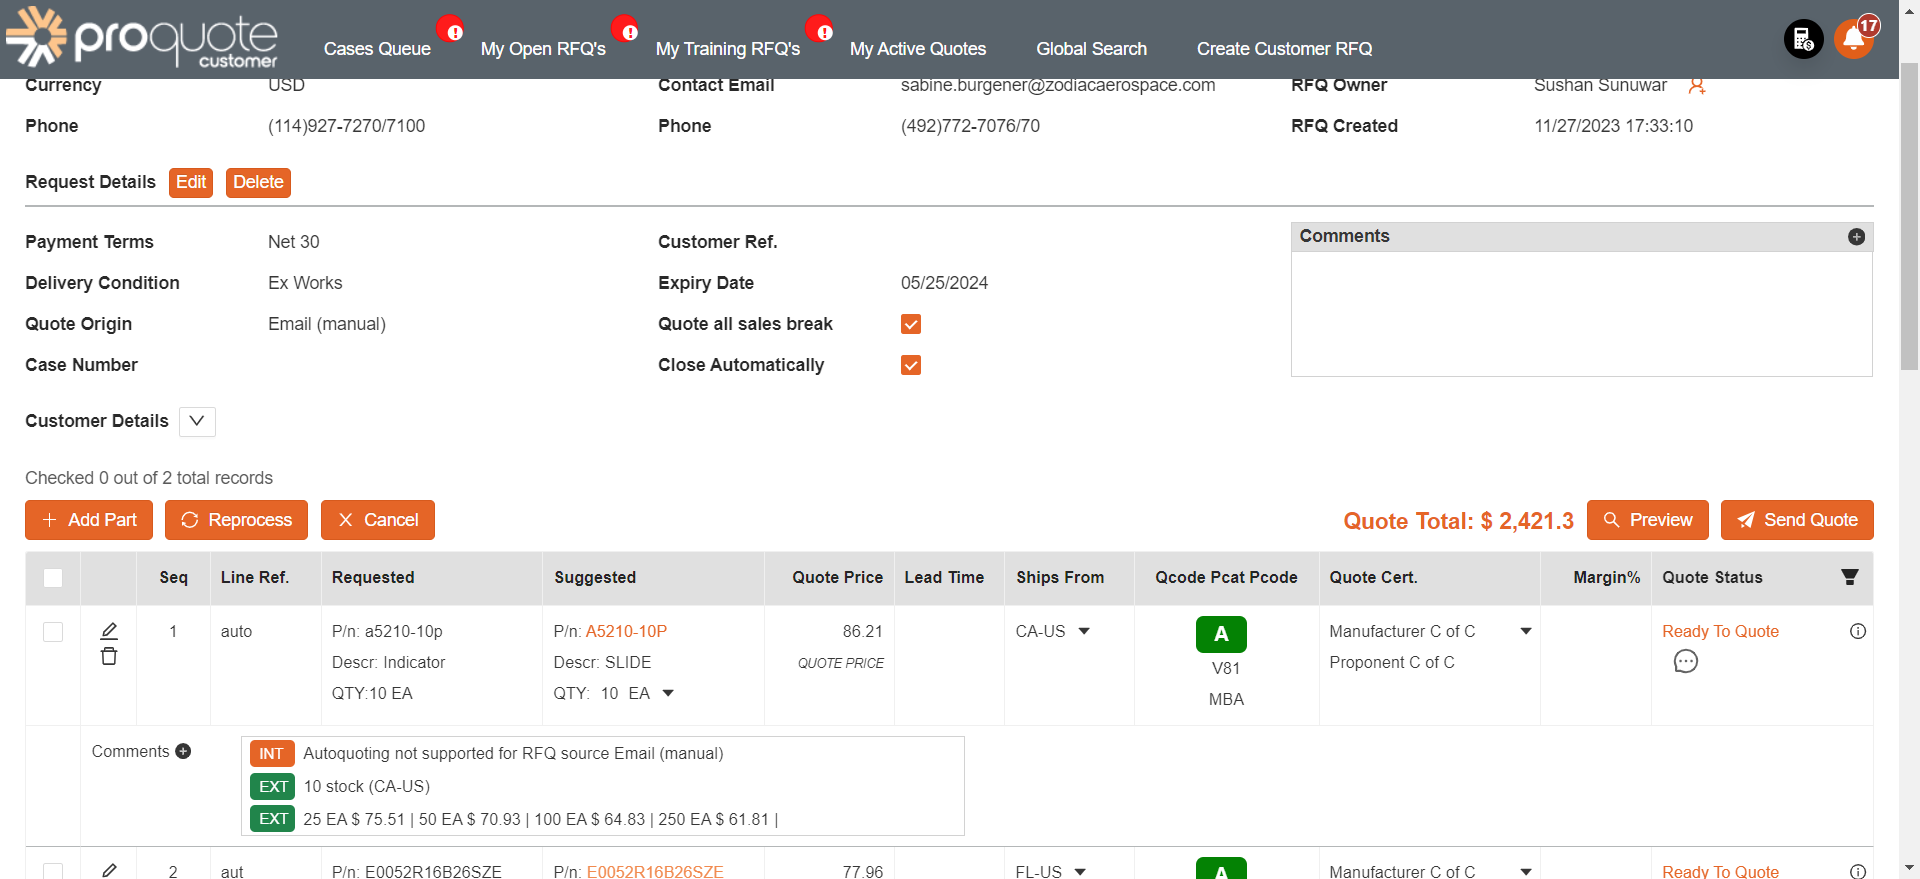 proquote
customer
Cases Queue
My Open RFQ's
My Training RFQ's
My Active Quotes
Global Search
Create Customer RFQ
17
Currency USD
Contact Email sabine.burgener@zodiacaerospace.com
RFQ Owner Sushan Sunuwar
Phone (114)927-7270/7100
Phone (492)772-7076/70
RFQ Created 11/27/2023 17:33:10
Request Details Edit Delete
Payment Terms Net 30
Customer Ref.
Comments
Delivery Condition Ex Works
Expiry Date 05/25/2024
Quote Origin Email (manual)
Quote all sales break
Case Number
Close Automatically
Customer Details
Checked 0 out of 2 total records
Add Part Reprocess Cancel
Quote Total: $ 2,421.3 Preview Send Quote
Seq Line Ref. Requested Suggested Quote Price Lead Time Ships From Qcode Pcat Pcode Quote Cert. Margin% Quote Status
1 auto P/n: a5210-10p P/n: A5210-10P 86.21 CA-US A Manufacturer C of C Ready To Quote
Descr: Indicator Descr: SLIDE QUOTE PRICE V81 Proponent C of C
QTY:10 EA QTY: 10 EA MBA
Comments
INT Autoquoting not supported for RFQ source Email (manual)
EXT 10 stock (CA-US)
EXT 25 EA $ 75.51 | 50 EA $ 70.93 | 100 EA $ 64.83 | 250 EA $ 61.81 |
2 aut P/n: E0052R16B26SZE P/n: E0052R16B26SZE 77.96 FL-US A Manufacturer C of C Ready To Quote